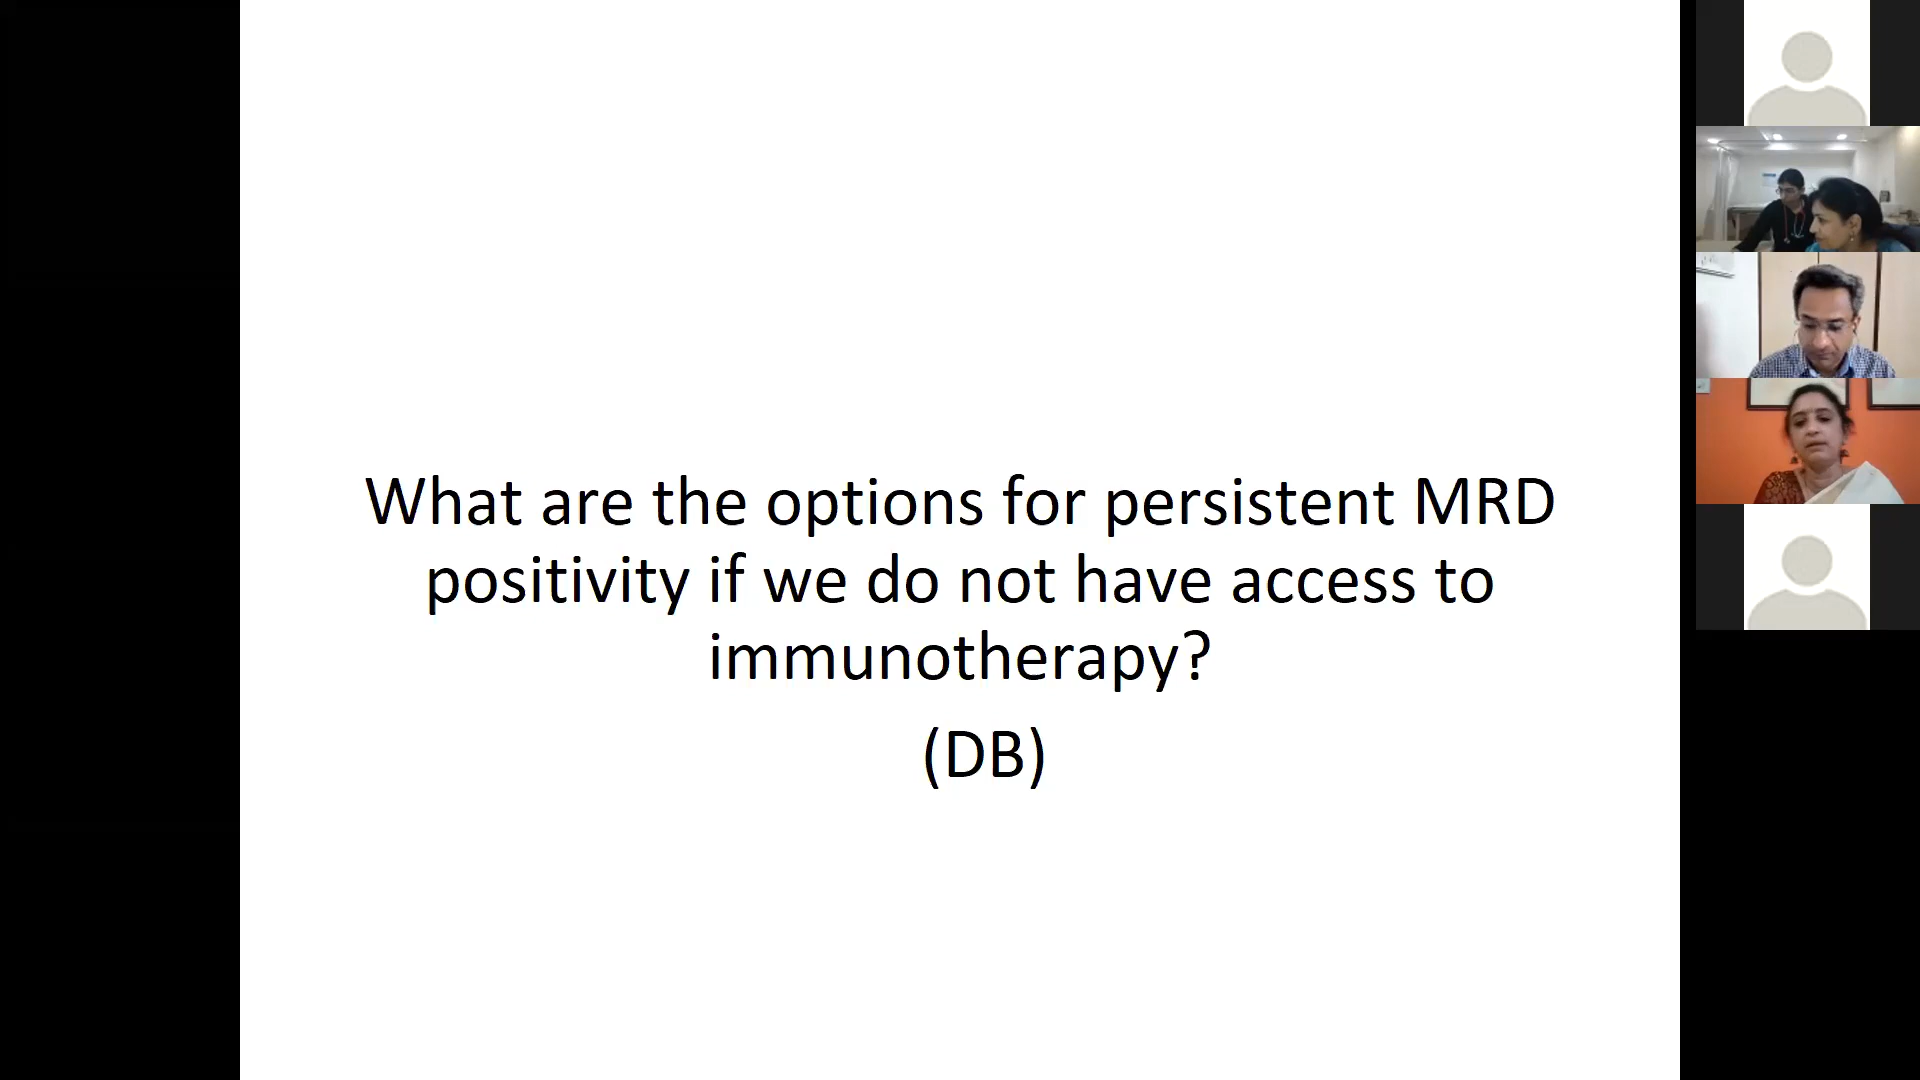 What are the options for persistent MRD
positivity if we do not have access to
immunotherapy?
(DB)